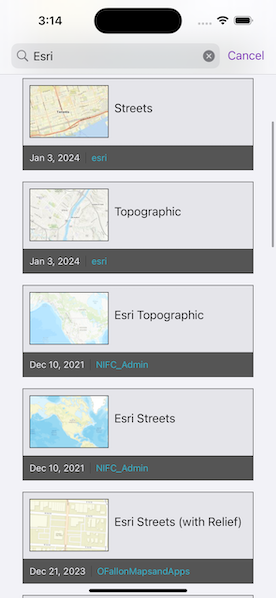 3:14
Esri
Cancel
Streets
Jan 3, 2024 | esri
Topographic
Jan 3, 2024 | esri
Esri Topographic
Dec 10, 2021 | NIFC_Admin
Esri Streets
Dec 10, 2021 | NIFC_Admin
Esri Streets (with Relief)
Dec 21, 2023 | OFallonMapsandApps